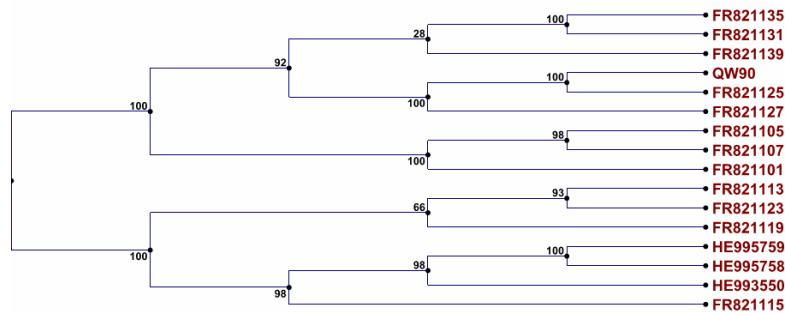 FR821135
100
FR821131
28
FR821139
92
QW90
100
FR821125
100
100
FR821127
FR821105
98
FR821107
100
FR821101
FR821113
93
FR821123
66
FR821119
HE995759
100
100
HE995758
98
HE993550
98
FR821115